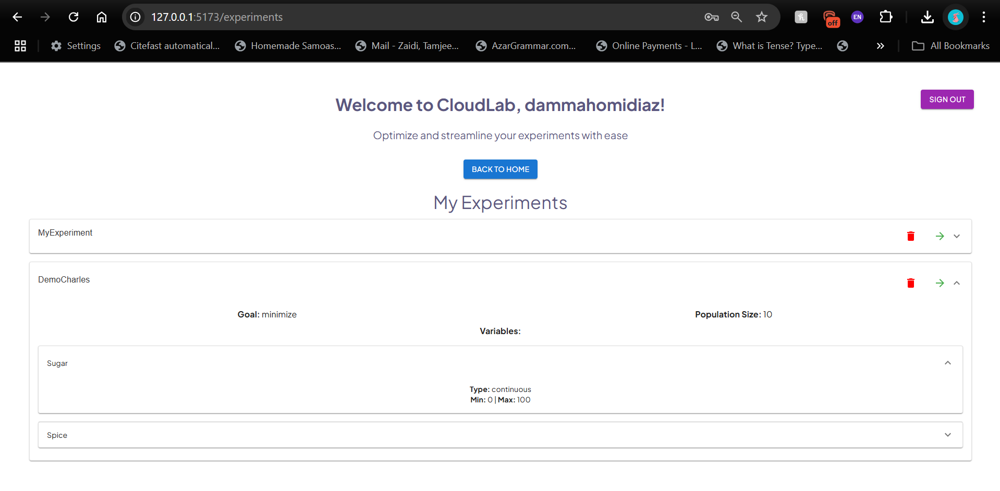 127.0.0.1:5173/experiments
off
EN
Settings
Citefast automatical...
Homemade Samoas...
Mail - Zaidi, Tamjee...
AzarGrammar.com...
Online Payments - L...
What is Tense? Type...
All Bookmarks
Welcome to CloudLab, dammahomidiaz!
SIGN OUT
Optimize and streamline your experiments with ease
BACK TO HOME
My Experiments
MyExperiment
DemoCharles
Goal: minimize
Population Size: 10
Variables:
Sugar
Type: continuous
Min: 0 | Max: 100
Spice